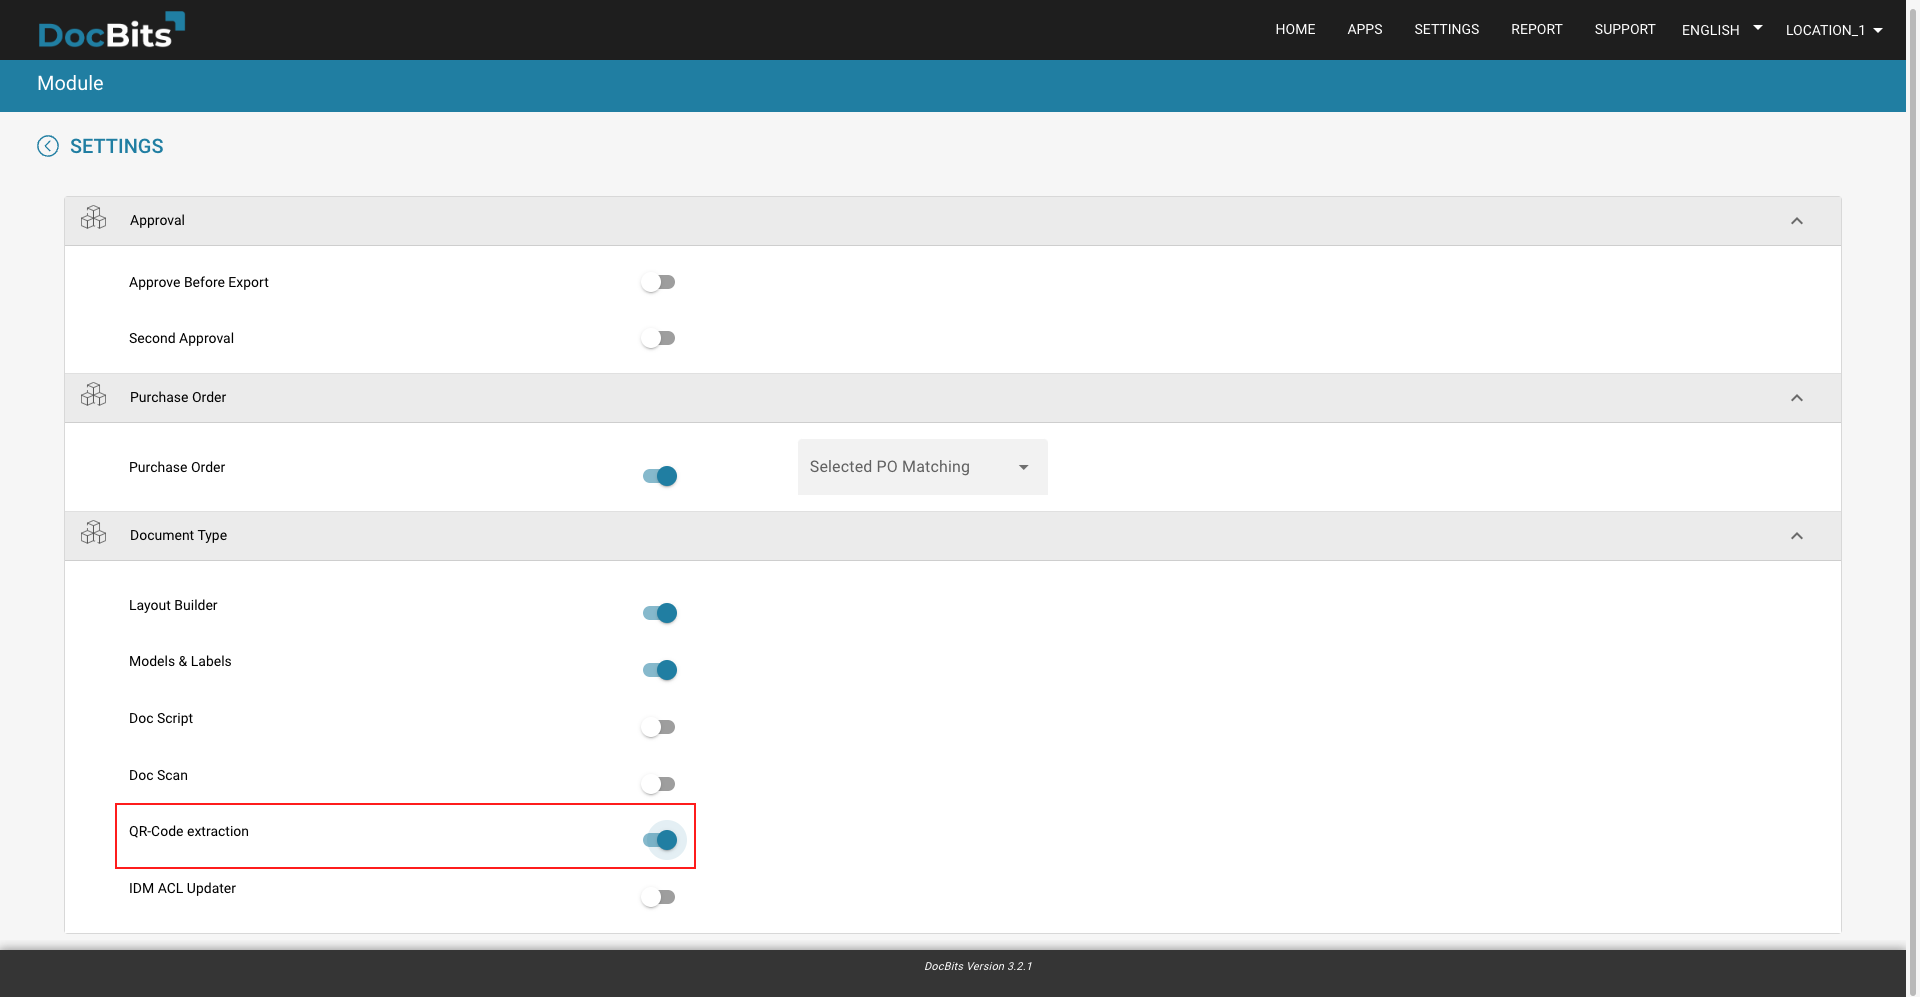 DocBits
HOME APPS SETTINGS REPORT SUPPORT ENGLISH LOCATION_1
Module
SETTINGS
Approval
Approve Before Export
Second Approval
Purchase Order
Purchase Order Selected PO Matching
Document Type
Layout Builder
Models & Labels
Doc Script
Doc Scan
QR-Code extraction
IDM ACL Updater
DocBits Version 3.2.1